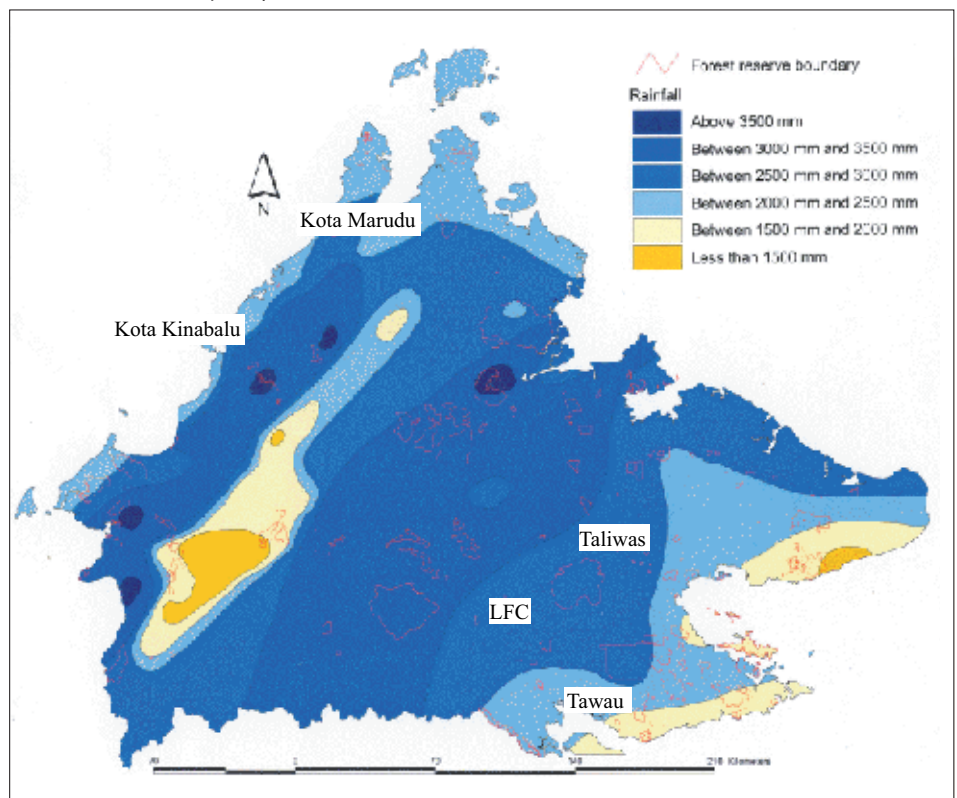 Forest reserve boundary
Rainfall
Above 3500 mm
Between 3000 mm and 3500 mm
Between 2500 mm and 3000 mm
Between 2000 mm and 2500 mm
Between 1500 mm and 2000 mm
Less than 1500 mm
N
Kota Marudu
Kota Kinabalu
Taliwas
LFC
Tawau